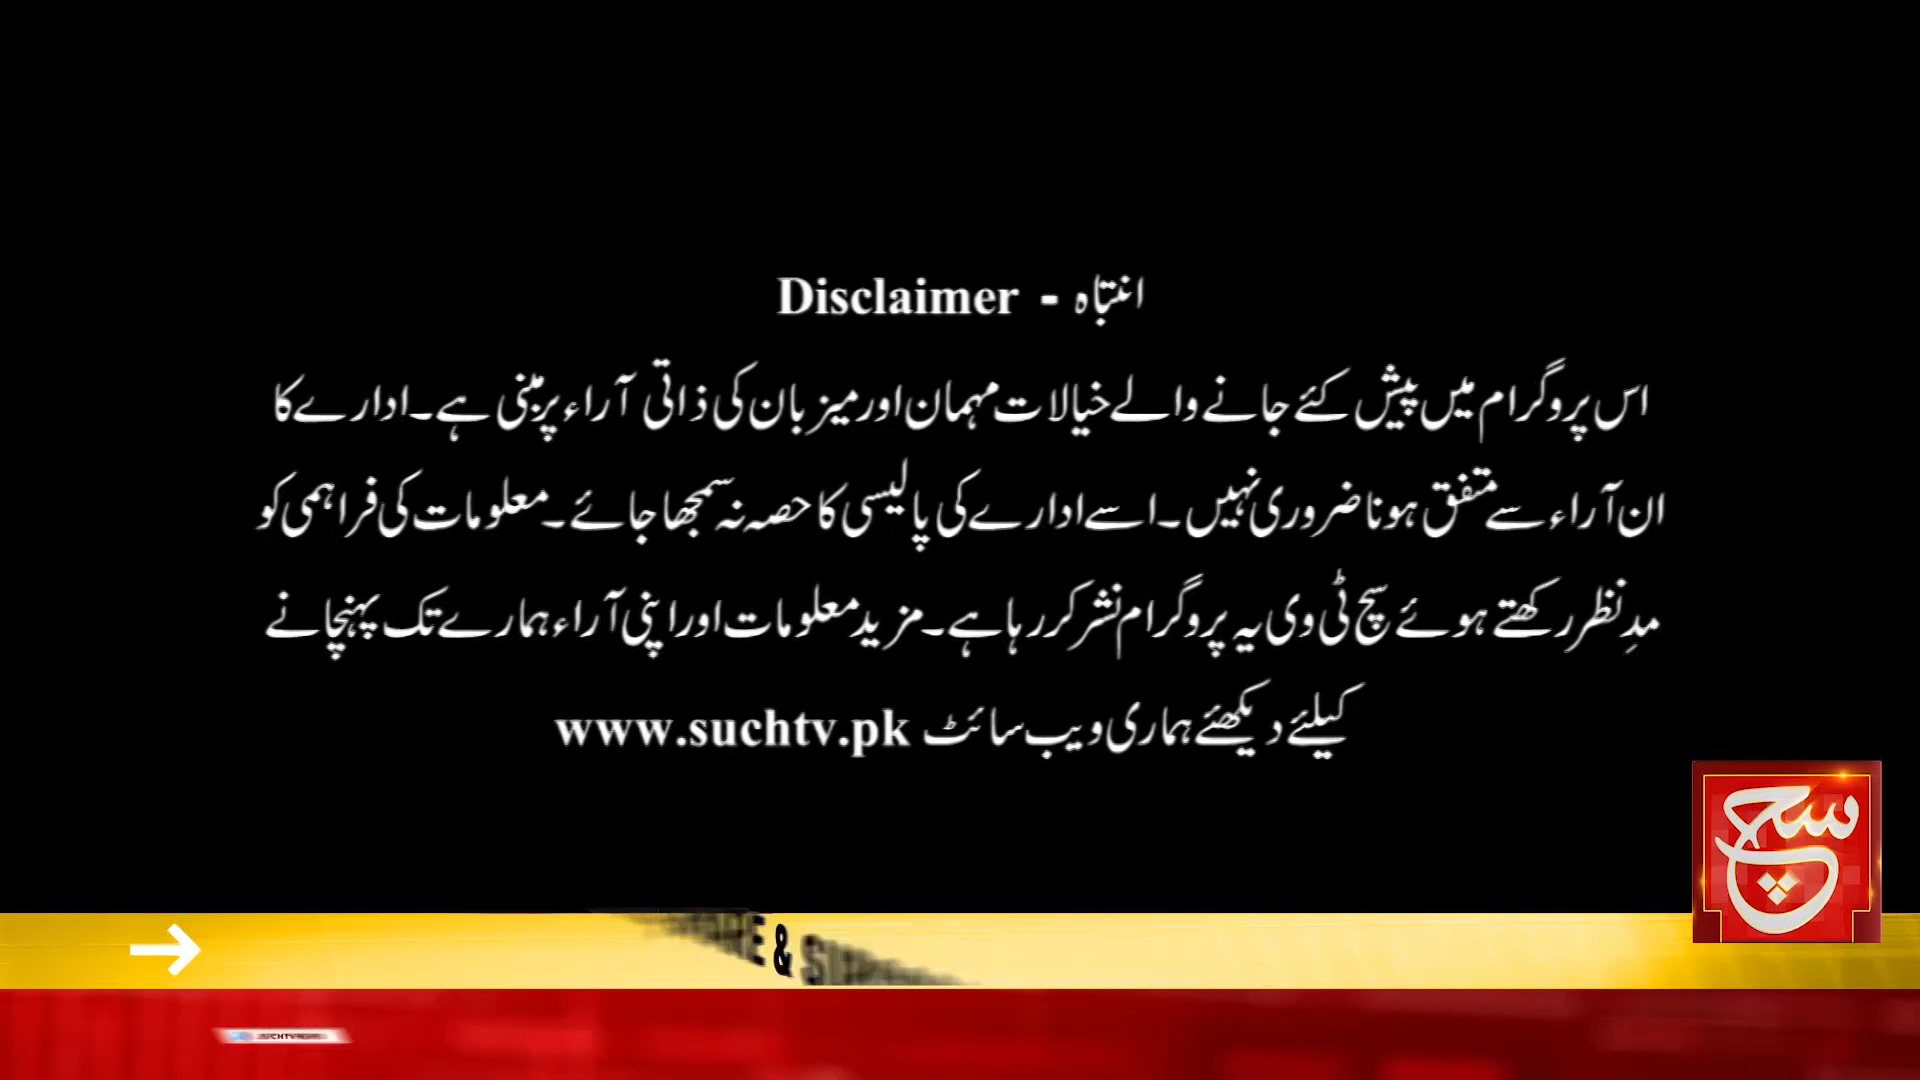 انتباہ - Disclaimer
اس پروگرام میں پیش کئے جانے والے خیالات مہمان اور میزبان کی ذاتی آراء پر مبنی ہے۔ ادارے کا
ان آراء سے متفق ہونا ضروری نہیں۔ اسے ادارے کی پالیسی کا حصہ نہ سمجھا جائے۔ معلومات کی فراہمی کو
مدِنظر رکھتے ہوئے سچ ٹی وی یہ پروگرام نشر کر رہا ہے۔ مزید معلومات اور اپنی آراء ہمارے تک پہنچانے
کیلئے دیکھئے ہماری ویب سائٹ www.suchtv.pk
سچ
&